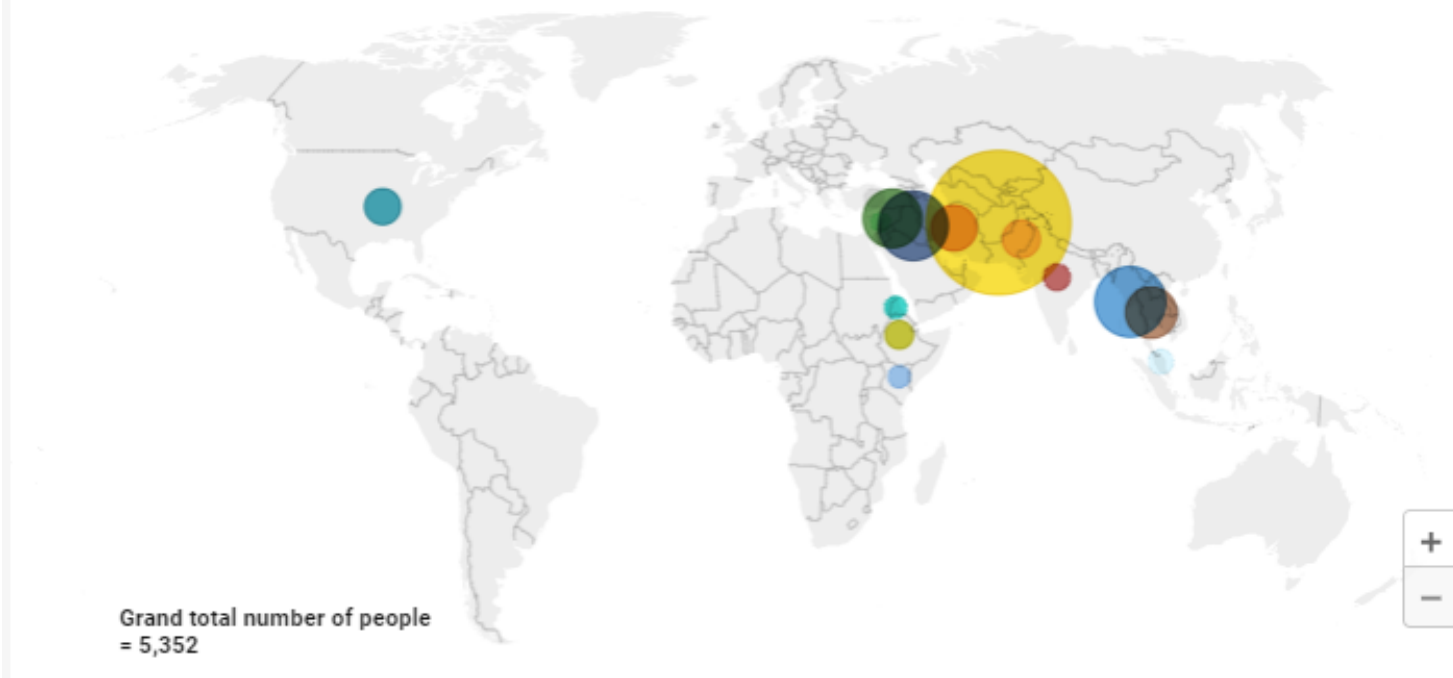 Grand total number of people
= 5,352
+
−